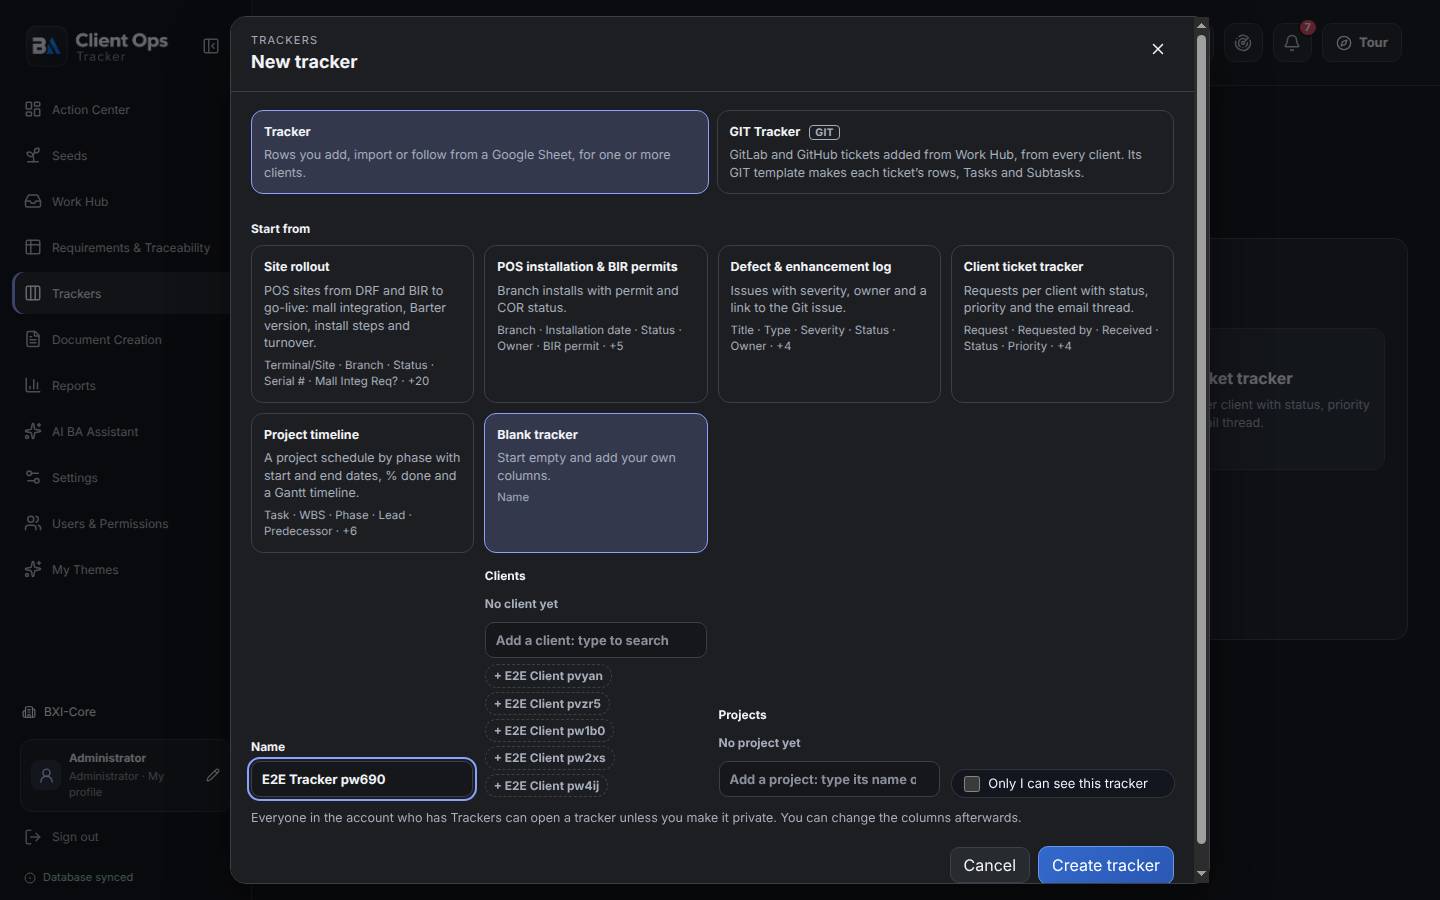 BA
Client Ops
Tracker
Action Center
Seeds
Work Hub
Requirements & Traceability
Trackers
Document Creation
Reports
AI BA Assistant
Settings
Users & Permissions
My Themes
BXI-Core
Administrator
Administrator · My
profile
Sign out
Database synced
TRACKERS
New tracker
Tracker
Rows you add, import or follow from a Google Sheet, for one or more
clients.
GIT Tracker GIT
GitLab and GitHub tickets added from Work Hub, from every client. Its
GIT template makes each ticket’s rows, Tasks and Subtasks.
Start from
Site rollout
POS sites from DRF and BIR to
go-live: mall integration, Barter
version, install steps and
turnover.
Terminal/Site · Branch · Status ·
Serial # · Mall Integ Req? · +20
POS installation & BIR permits
Branch installs with permit and
COR status.
Branch · Installation date · Status ·
Owner · BIR permit · +5
Defect & enhancement log
Issues with severity, owner and a
link to the Git issue.
Title · Type · Severity · Status ·
Owner · +4
Client ticket tracker
Requests per client with status,
priority and the email thread.
Request · Requested by · Received ·
Status · Priority · +4
Project timeline
A project schedule by phase with
start and end dates, % done and
a Gantt timeline.
Task · WBS · Phase · Lead ·
Predecessor · +6
Blank tracker
Start empty and add your own
columns.
Name
Name
E2E Tracker pw690
Clients
No client yet
Add a client: type to search
+ E2E Client pvyan
+ E2E Client pvzr5
+ E2E Client pw1b0
+ E2E Client pw2xs
+ E2E Client pw4ij
Projects
No project yet
Add a project: type its name o
Only I can see this tracker
Everyone in the account who has Trackers can open a tracker unless you make it private. You can change the columns afterwards.
Cancel
Create tracker
7
Tour
ket tracker
er client with status, priority
il thread.